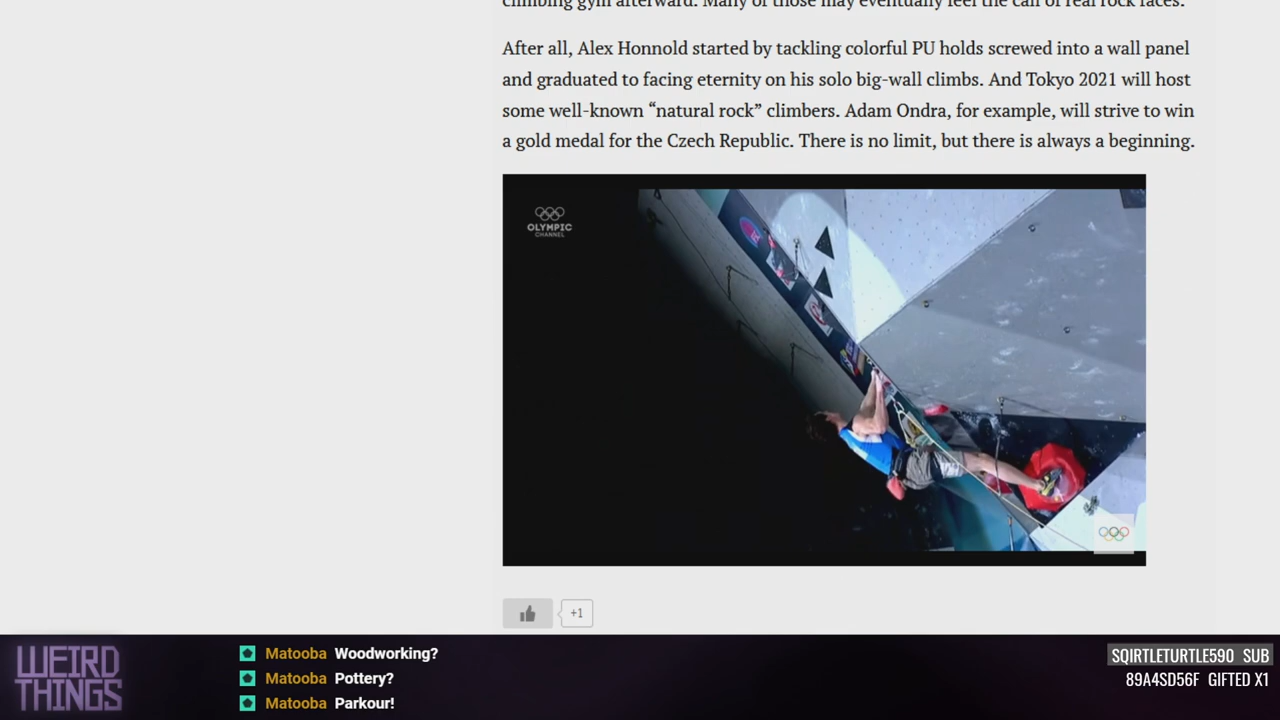 climbing gym afterward. Many of those may eventually feel the call of real rock faces.
After all, Alex Honnold started by tackling colorful PU holds screwed into a wall panel
and graduated to facing eternity on his solo big-wall climbs. And Tokyo 2021 will host
some well-known “natural rock” climbers. Adam Ondra, for example, will strive to win
a gold medal for the Czech Republic. There is no limit, but there is always a beginning.
OLYMPIC
CHANNEL
+1
WEIRD
THINGS
Matooba Woodworking?
Matooba Pottery?
Matooba Parkour!
SQIRTLETURTLE590 SUB
89A4SD56F GIFTED X1